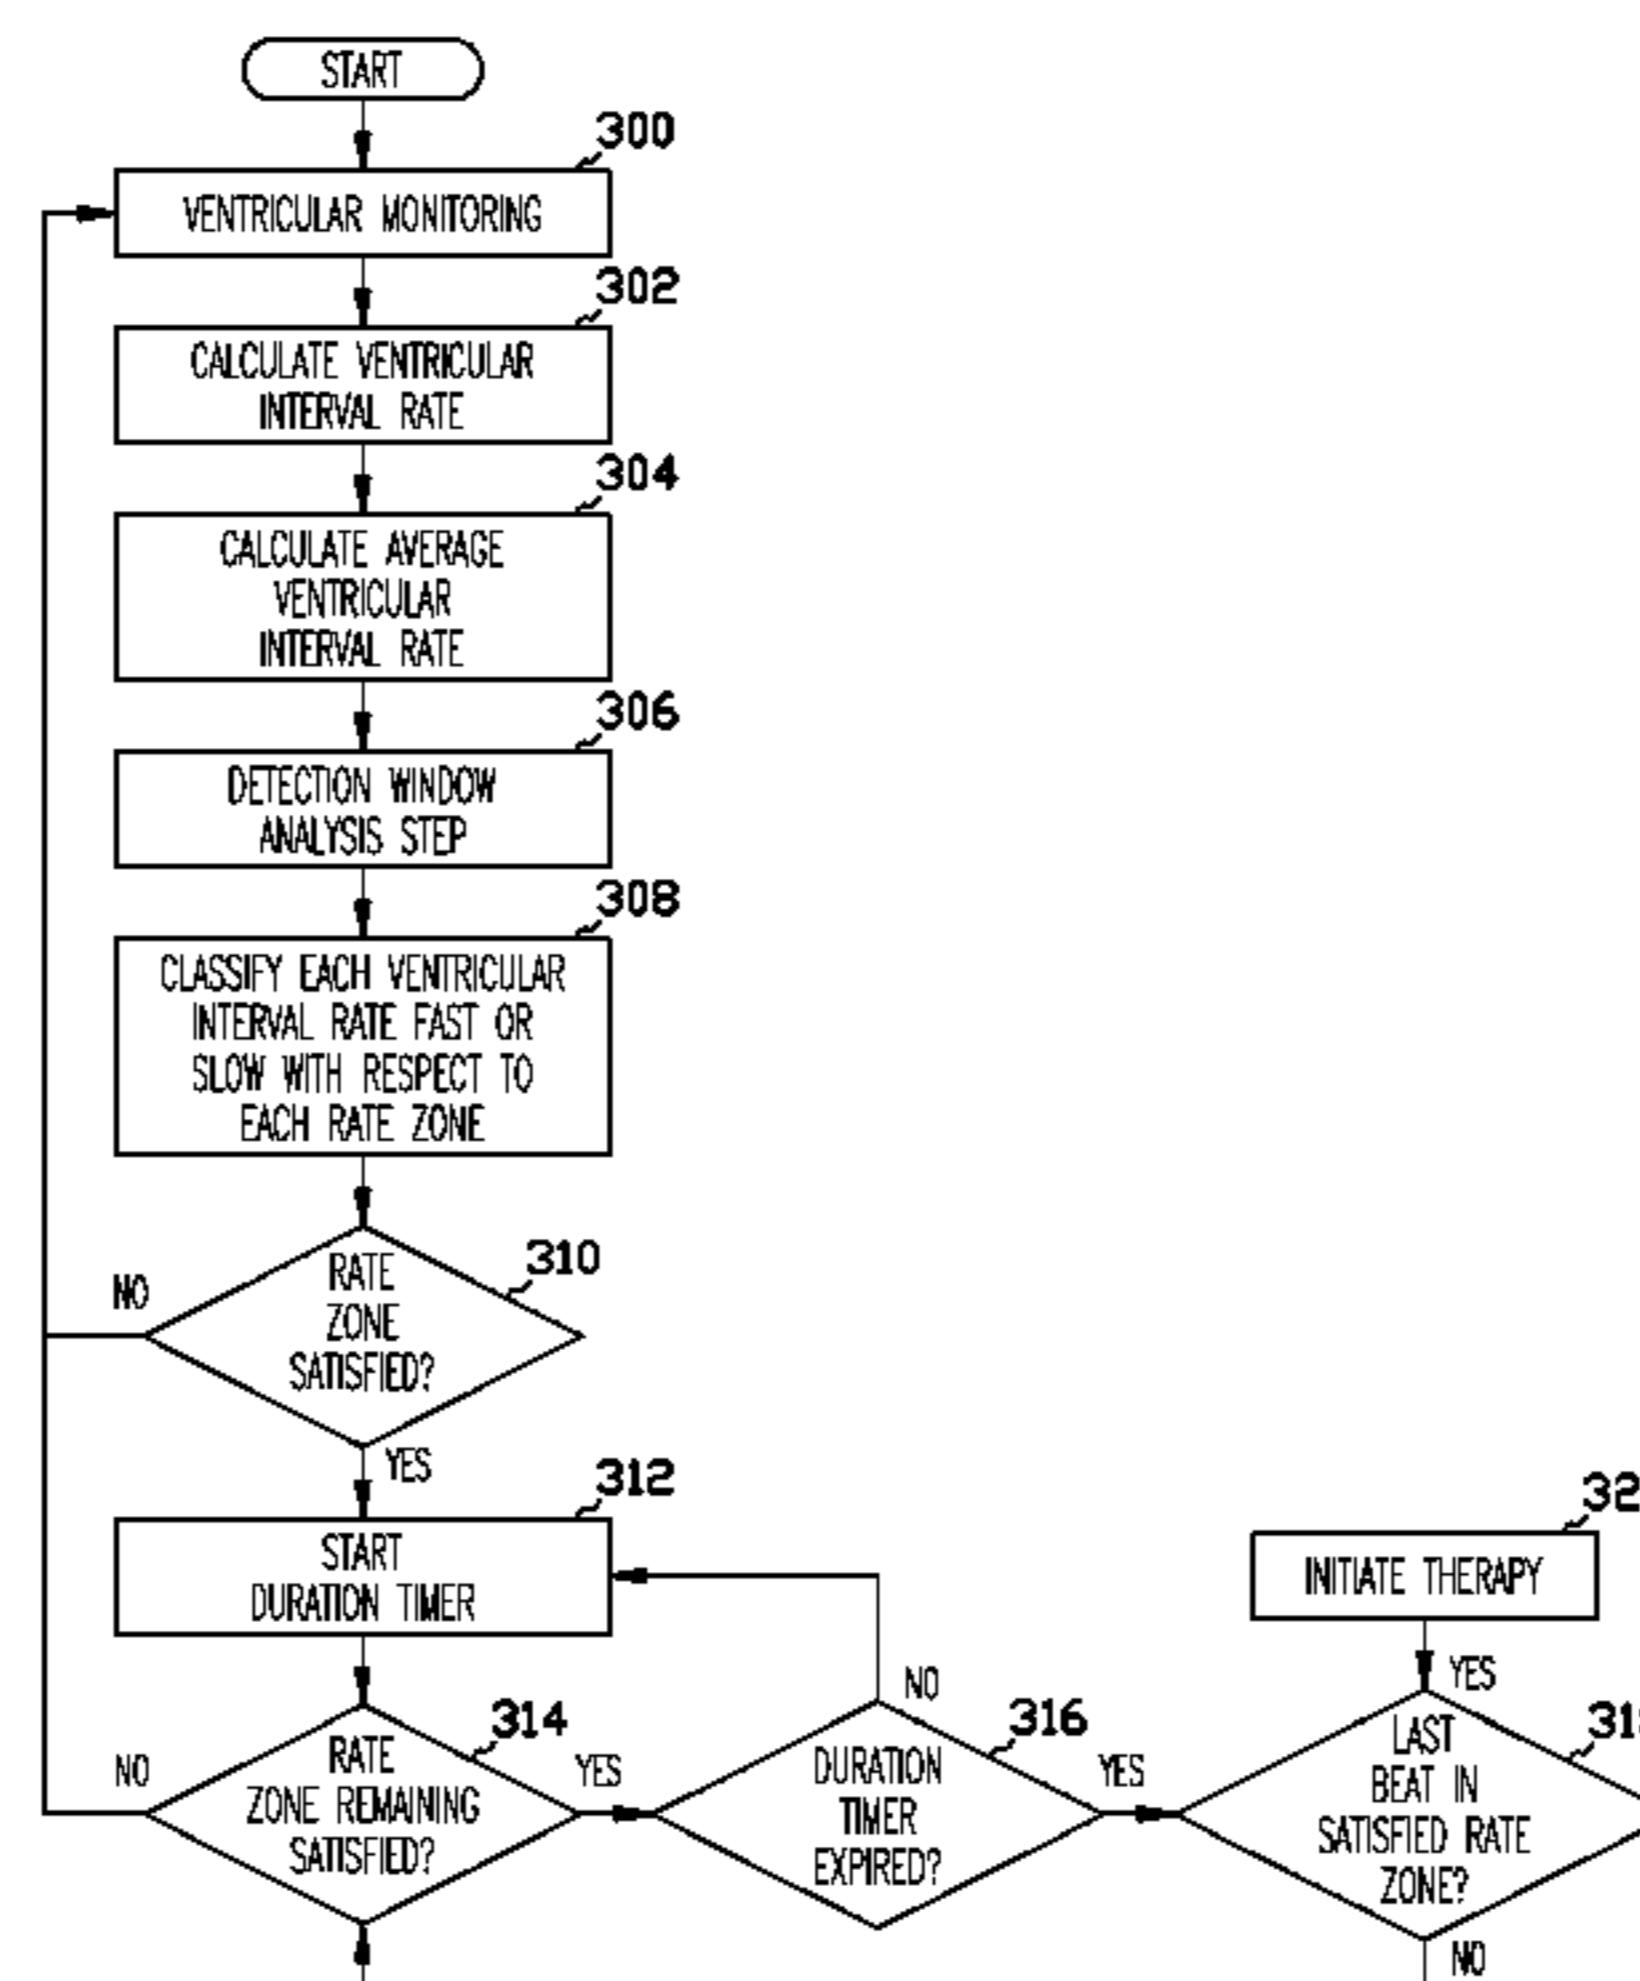 START
300
VENTRICULAR MONITORING
302
CALCULATE VENTRICULAR
INTERVAL RATE
304
CALCULATE AVERAGE
VENTRICULAR
INTERVAL RATE
306
DETECTION WINDOW
ANALYSIS STEP
308
CLASSIFY EACH VENTRICULAR
INTERVAL RATE FAST OR
SLOW WITH RESPECT TO
EACH RATE ZONE
310
RATE
ZONE
SATISFIED?
NO
YES
312
START
DURATION TIMER
314
RATE
ZONE REMAINING
SATISFIED?
NO
YES
316
DURATION
TIMER
EXPIRED?
NO
YES
32
INITIATE THERAPY
YES
LAST
BEAT IN
SATISFIED RATE
ZONE?
NO